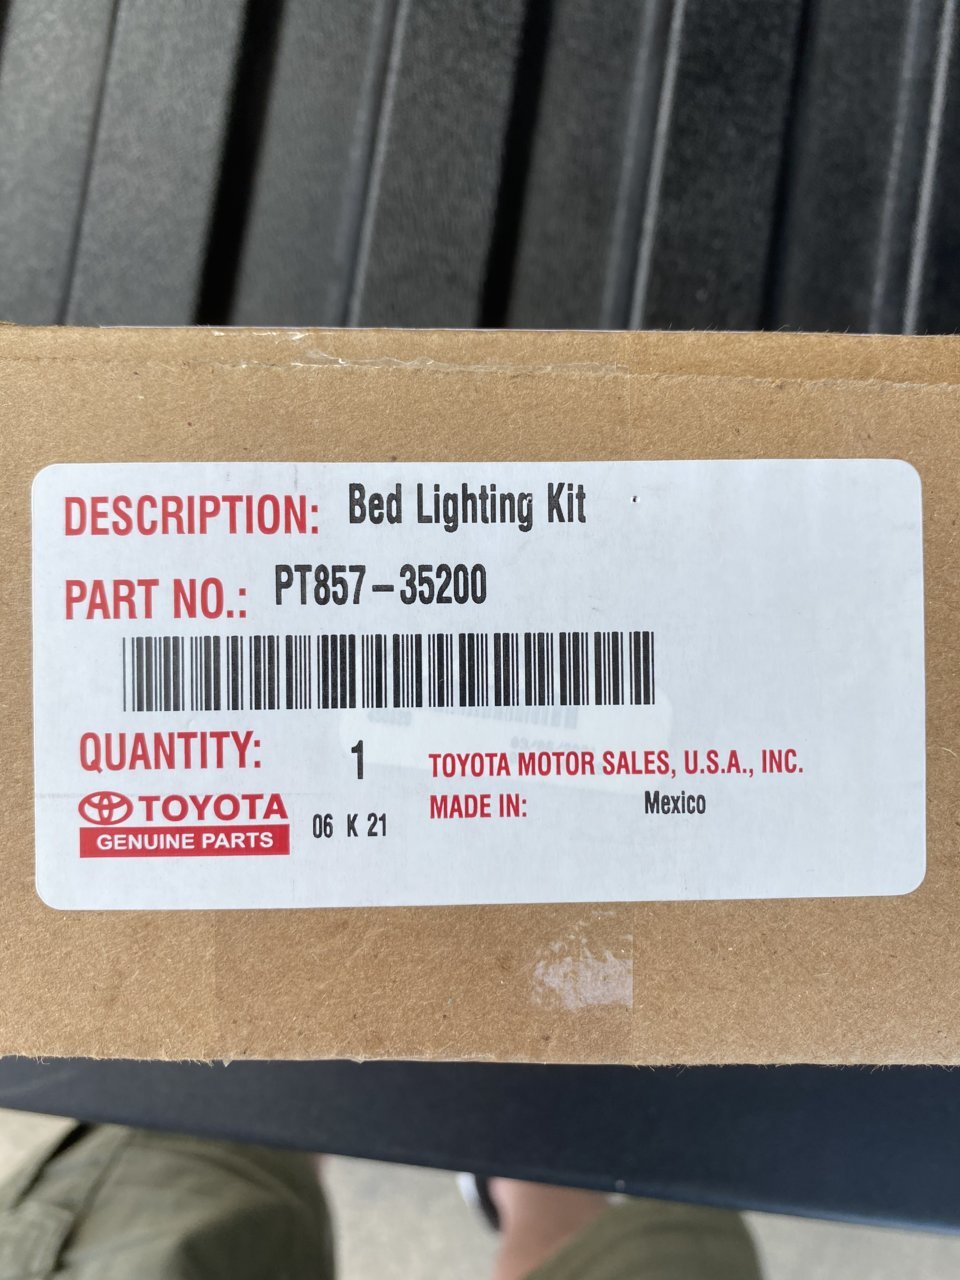 DESCRIPTION: Bed Lighting Kit
PART NO.: PT857-35200
QUANTITY: 1
TOYOTA MOTOR SALES, U.S.A., INC.
TOYOTA
GENUINE PARTS
06 K 21
MADE IN: Mexico